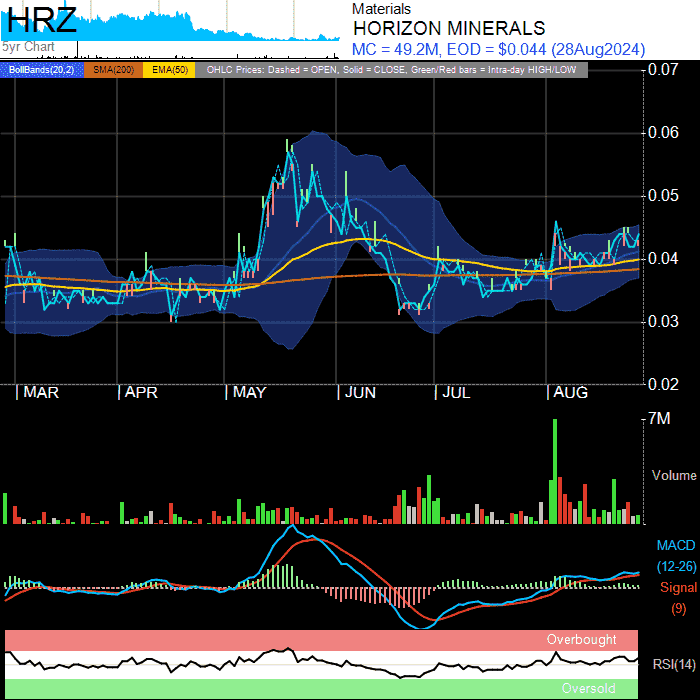 HRZ
5yr Chart
Materials
HORIZON MINERALS
MC = 49.2M, EOD = $0.044 (28Aug2024)
BollBands(20,2) SMA(200) EMA(50) OHLC Prices: Dashed = OPEN, Solid = CLOSE, Green/Red bars = Intra-day HIGH/LOW
0.07
0.06
0.05
0.04
0.03
0.02
MAR APR MAY JUN JUL AUG
7M
Volume
MACD
(12-26)
Signal
(9)
Overbought
RSI(14)
Oversold